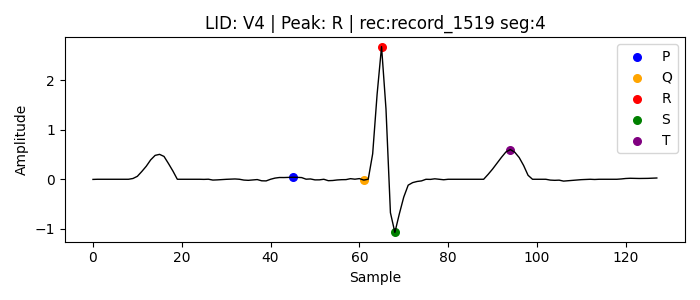 LID: V4 | Peak: R | rec:record_1519 seg:4
P
Q
R
S
T
Amplitude
2
1
0
−1
0
20
40
60
80
100
120
Sample